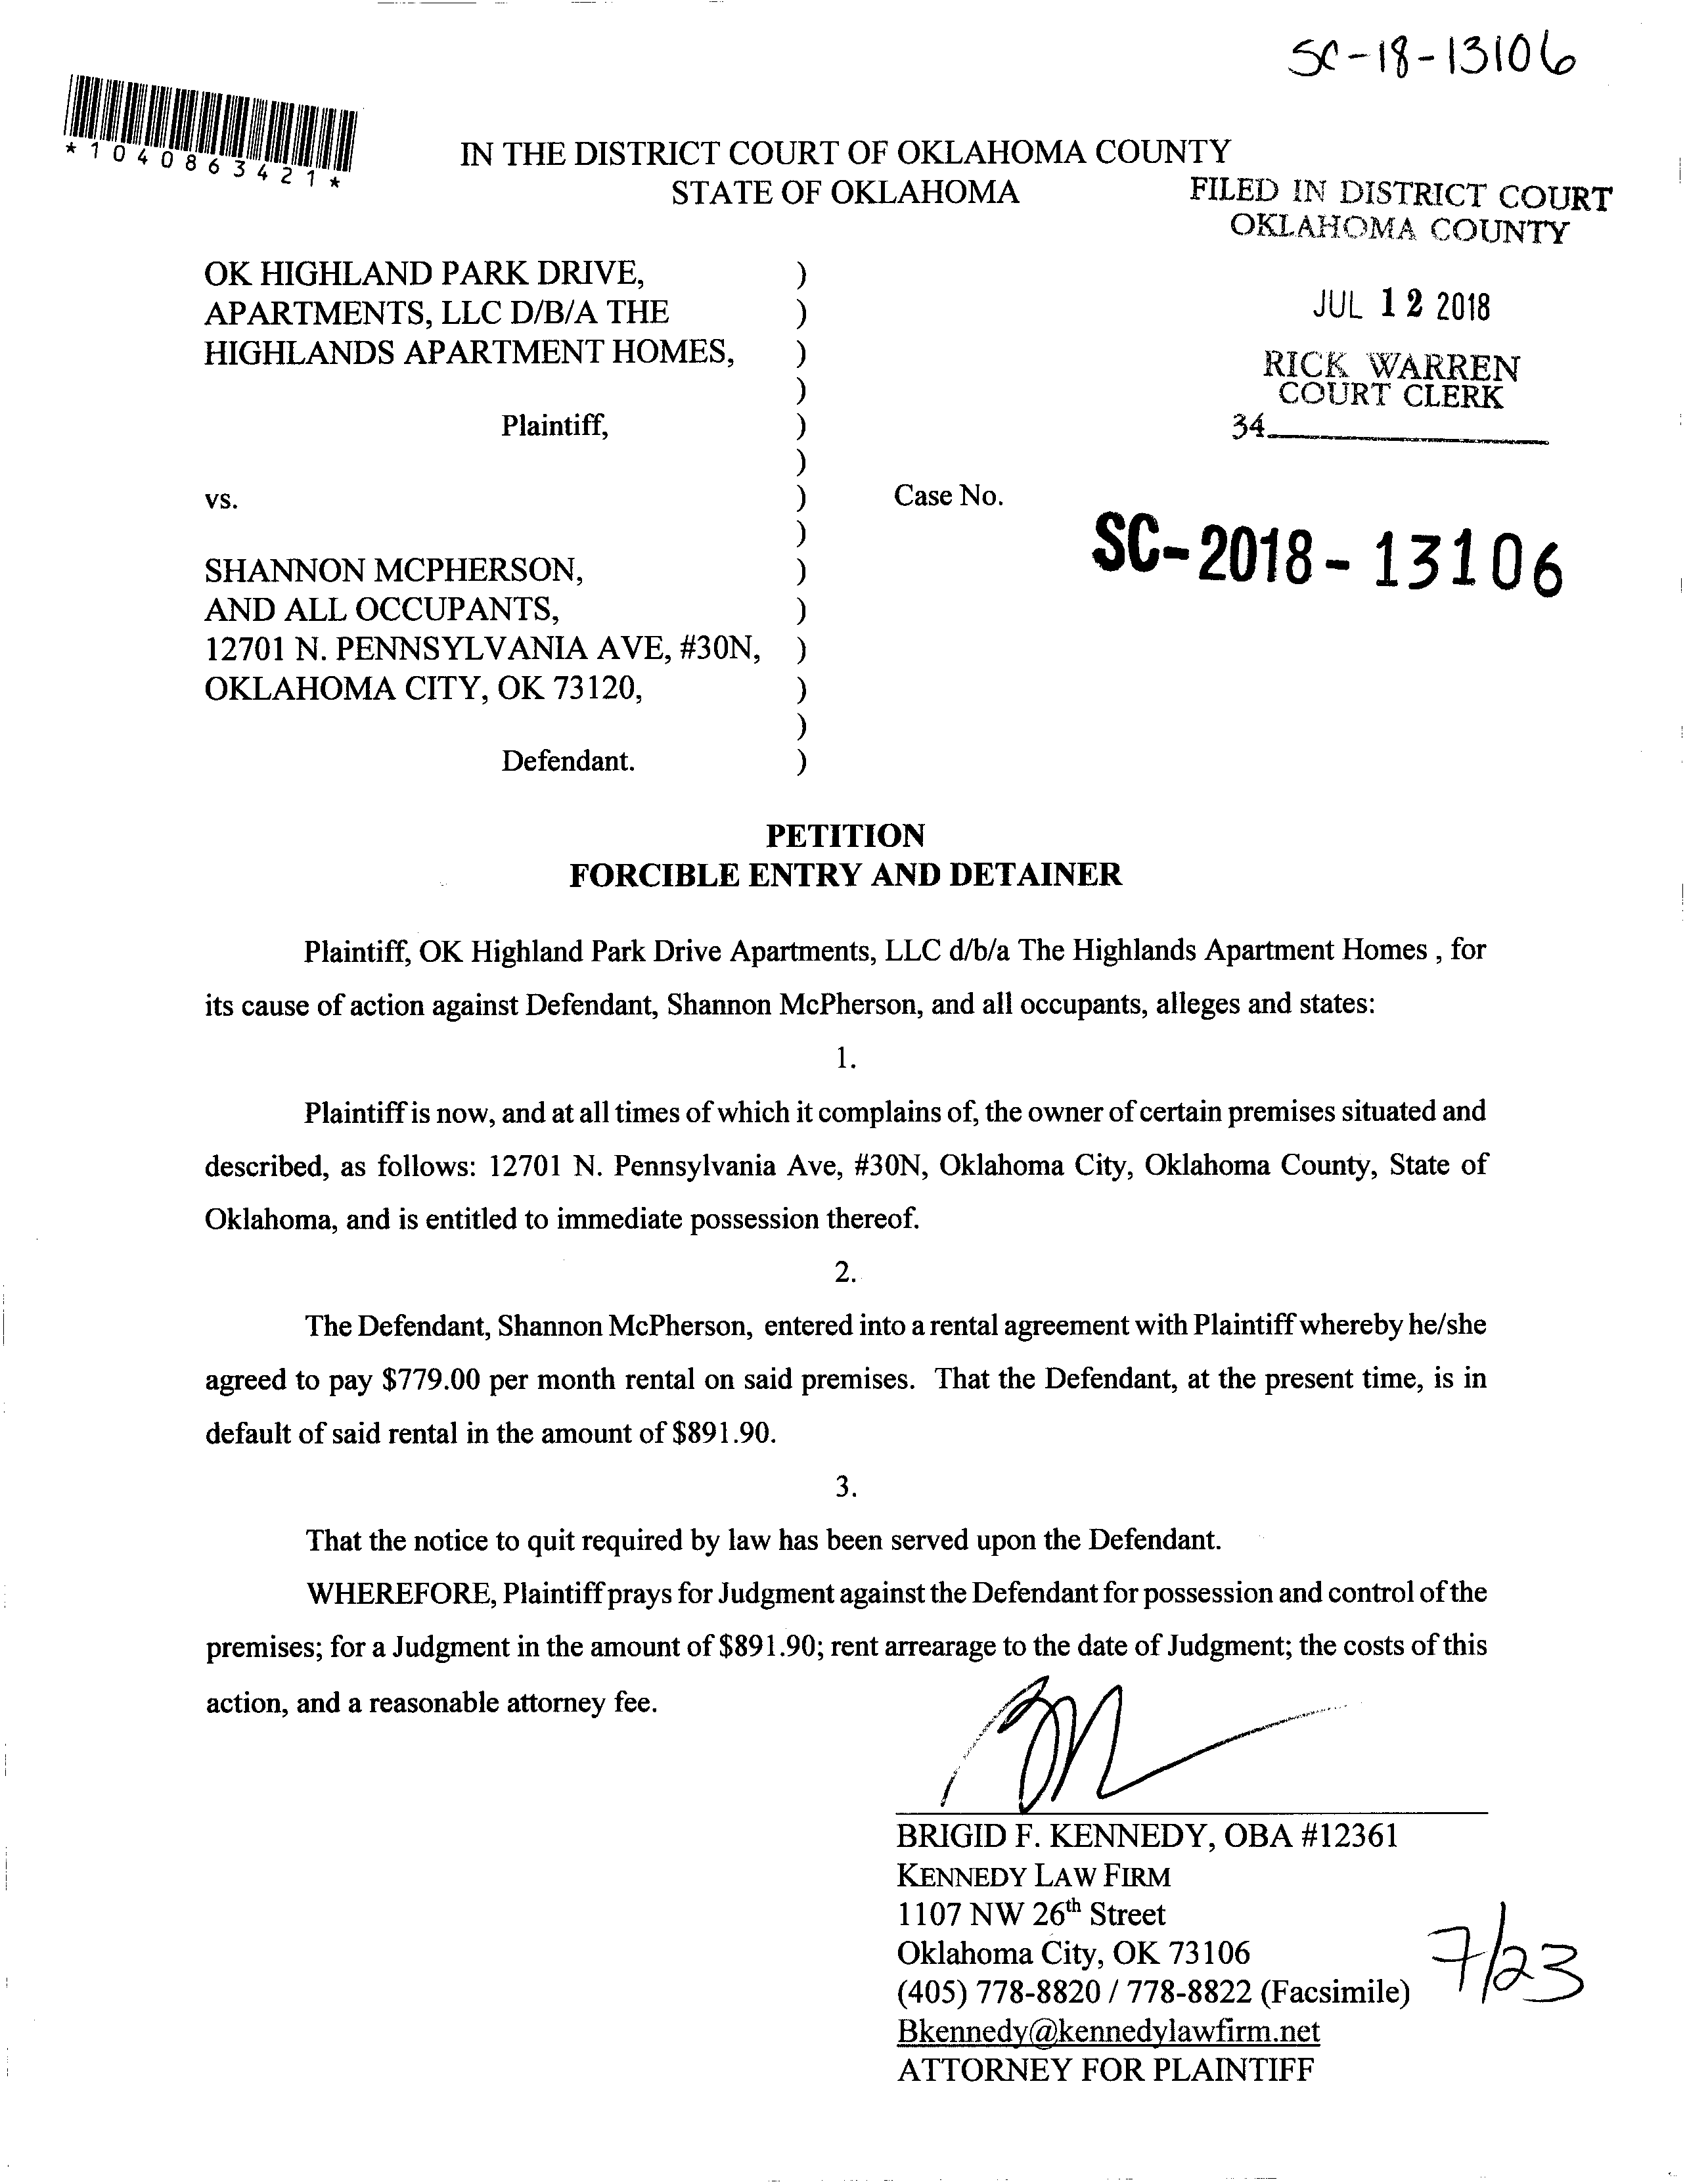 SC-18-13106
*1040863421*
IN THE DISTRICT COURT OF OKLAHOMA COUNTY
STATE OF OKLAHOMA
FILED IN DISTRICT COURT
OKLAHOMA COUNTY
JUL 12 2018
RICK WARREN
COURT CLERK
34
OK HIGHLAND PARK DRIVE, )
APARTMENTS, LLC D/B/A THE )
HIGHLANDS APARTMENT HOMES, )
)
Plaintiff, )
)
vs. ) Case No.
)
SC-2018-13106
SHANNON MCPHERSON, )
AND ALL OCCUPANTS, )
12701 N. PENNSYLVANIA AVE, #30N, )
OKLAHOMA CITY, OK 73120, )
)
Defendant. )
PETITION
FORCIBLE ENTRY AND DETAINER
Plaintiff, OK Highland Park Drive Apartments, LLC d/b/a The Highlands Apartment Homes , for
its cause of action against Defendant, Shannon McPherson, and all occupants, alleges and states:
1.
Plaintiff is now, and at all times of which it complains of, the owner of certain premises situated and
described, as follows: 12701 N. Pennsylvania Ave, #30N, Oklahoma City, Oklahoma County, State of
Oklahoma, and is entitled to immediate possession thereof.
2.
The Defendant, Shannon McPherson, entered into a rental agreement with Plaintiff whereby he/she
agreed to pay $779.00 per month rental on said premises. That the Defendant, at the present time, is in
default of said rental in the amount of $891.90.
3.
That the notice to quit required by law has been served upon the Defendant.
WHEREFORE, Plaintiff prays for Judgment against the Defendant for possession and control of the
premises; for a Judgment in the amount of $891.90; rent arrearage to the date of Judgment; the costs of this
action, and a reasonable attorney fee.
BRIGID F. KENNEDY, OBA #12361
KENNEDY LAW FIRM
1107 NW 26th Street
Oklahoma City, OK 73106
(405) 778-8820 / 778-8822 (Facsimile)
Bkennedy@kennedylawfirm.net
ATTORNEY FOR PLAINTIFF
7/23